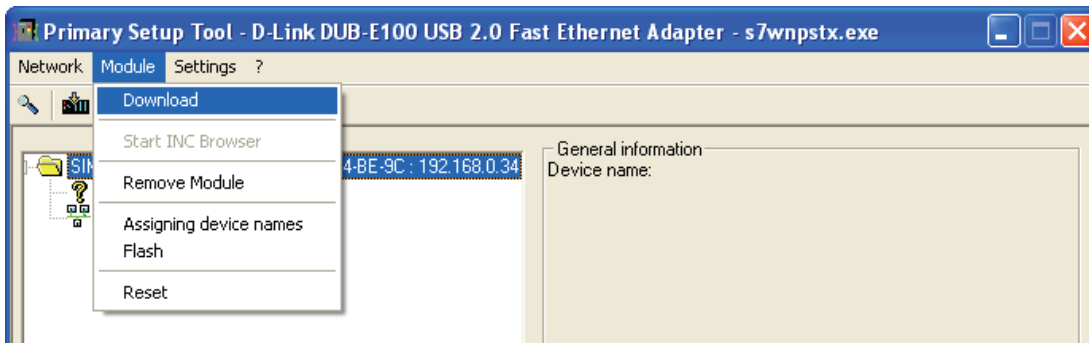 Primary Setup Tool - D-Link DUB-E100 USB 2.0 Fast Ethernet Adapter - s7wnpstx.exe
Network Module Settings ?
Download
Start INC Browser
Remove Module
Assigning device names
Flash
Reset
4-BE-9C : 192.168.0.34
General information
Device name: